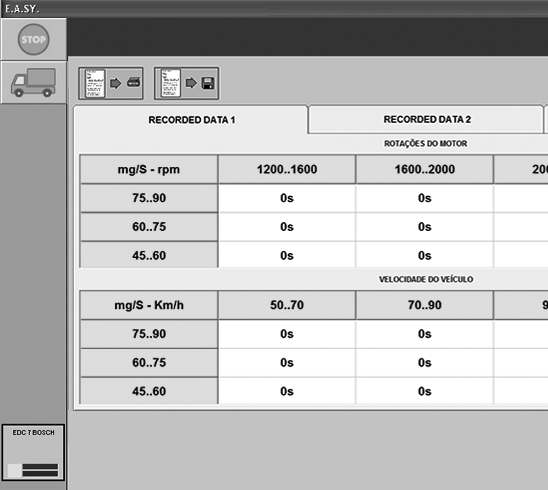 E.A.SY.
STOP
RECORDED DATA 1 RECORDED DATA 2
ROTAÇÕES DO MOTOR
mg/S - rpm 1200..1600 1600..2000 200
75..90 0s 0s
60..75 0s 0s
45..60 0s 0s
VELOCIDADE DO VEÍCULO
mg/S - Km/h 50..70 70..90 9
75..90 0s 0s
60..75 0s 0s
45..60 0s 0s
EDC 7 BOSCH